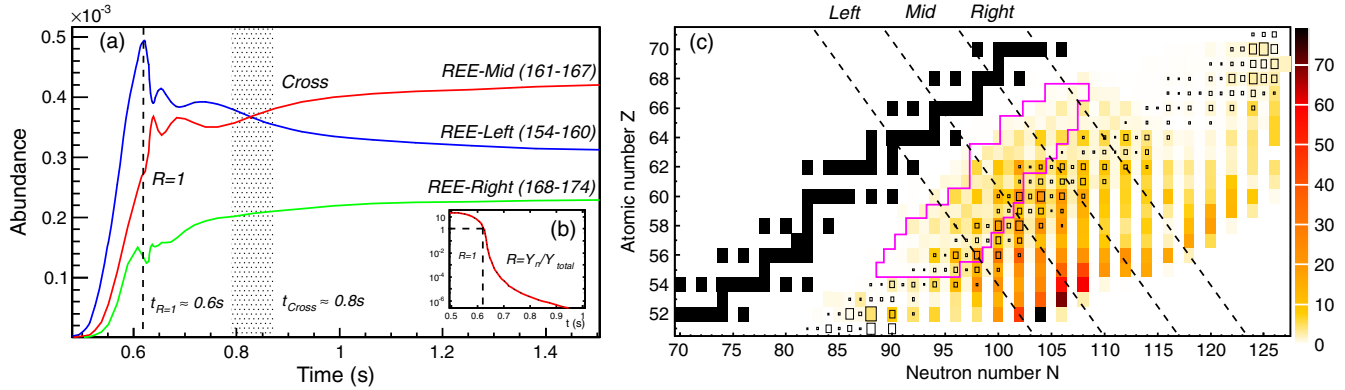 ×10⁻³
(a)
0.5
0.4
0.3
0.2
0.1
Abundance
R=1
Cross
REE-Mid (161-167)
REE-Left (154-160)
REE-Right (168-174)
t_R=1 ≈ 0.6s
t_Cross ≈ 0.8s
0.6 0.8 1 1.2 1.4
Time (s)
(b)
10
1
10⁻²
10⁻⁴
10⁻⁶
R=1
R=Y_n/Y_total
0.5 0.6 0.7 0.8 0.9 1
t (s)
Left Mid Right
(c)
70
68
66
64
62
60
58
56
54
52
Atomic number Z
70 75 80 85 90 95 100 105 110 115 120 125
Neutron number N
70
60
50
40
30
20
10
0